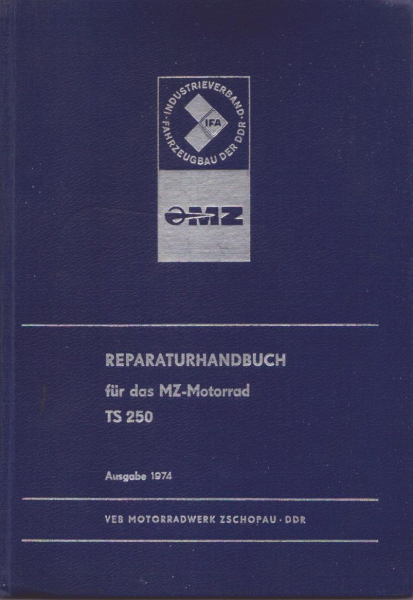 INDUSTRIEVERBAND
FAHRZEUGBAU DER DDR
IFA
MZ
REPARATURHANDBUCH
für das MZ-Motorrad
TS 250
Ausgabe 1974
VEB MOTORRADWERK ZSCHOPAU · DDR